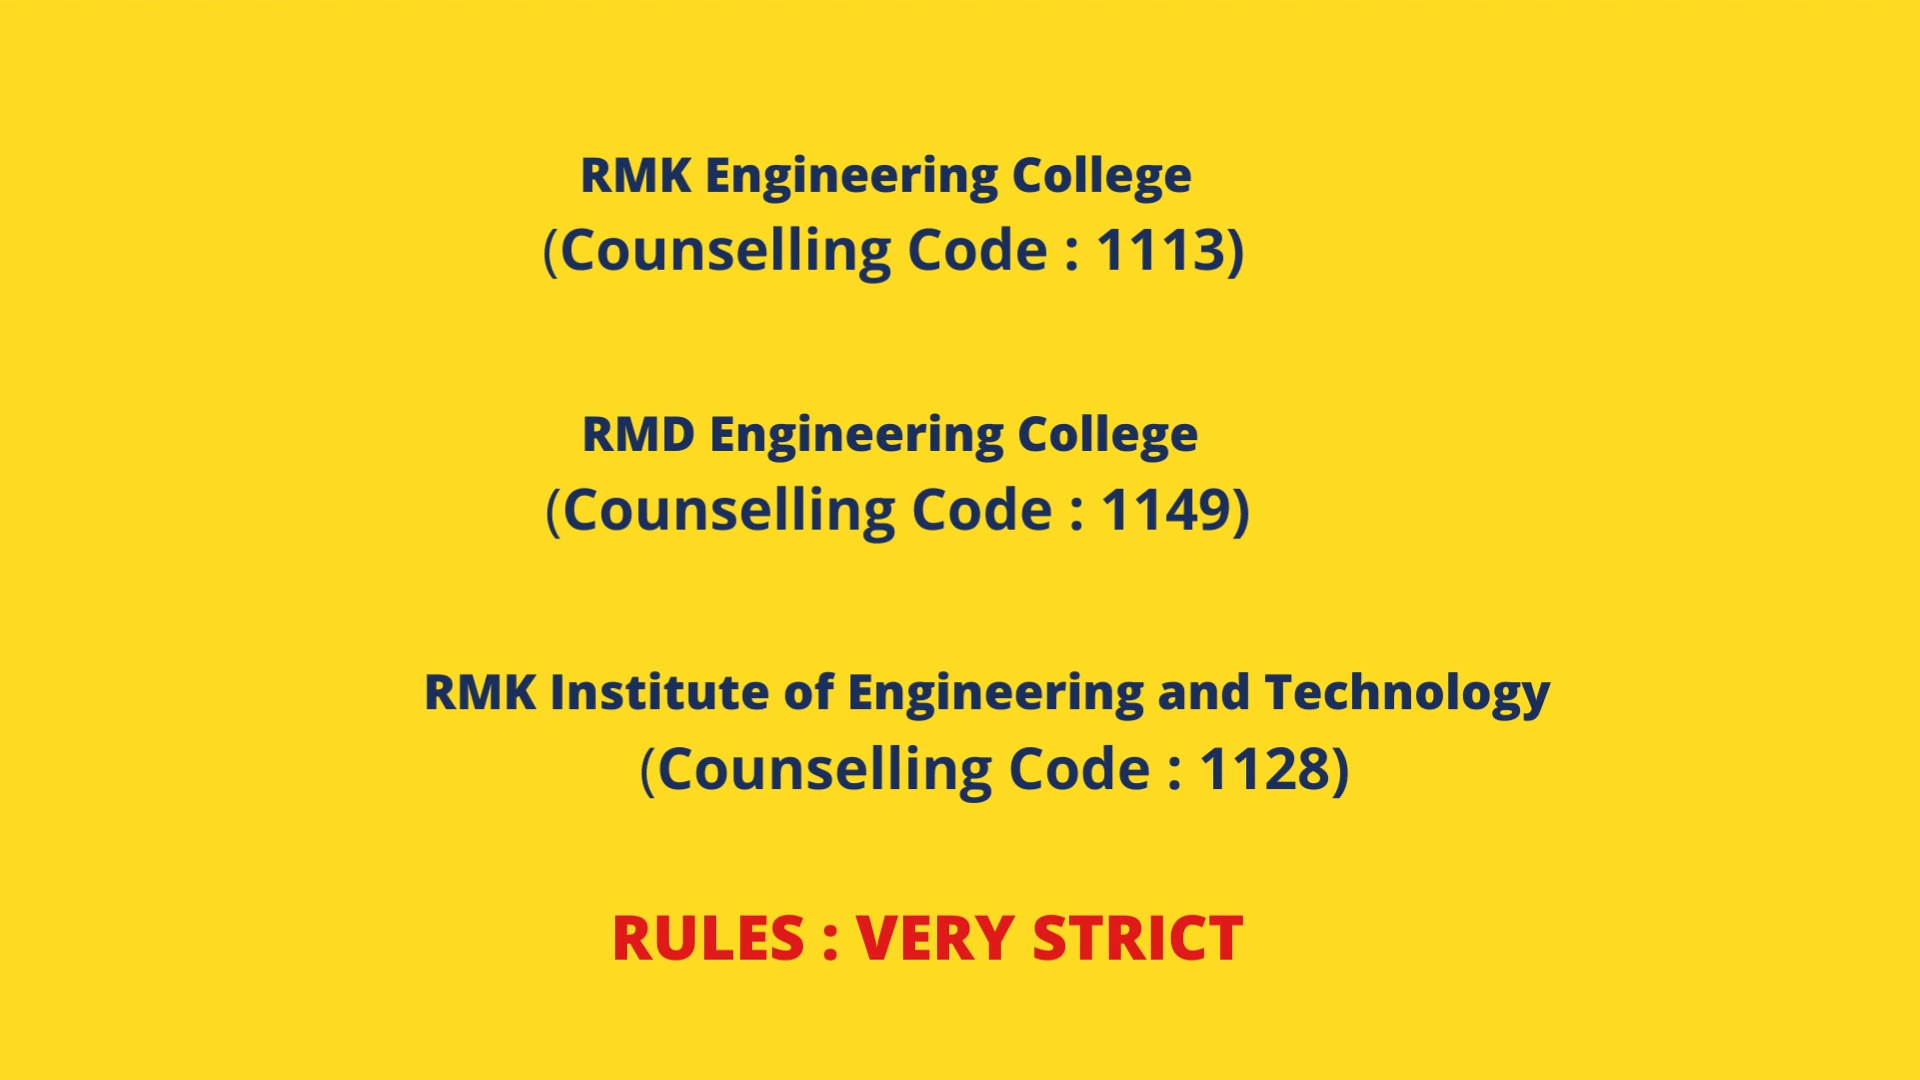 RMK Engineering College
(Counselling Code : 1113)
RMD Engineering College
(Counselling Code : 1149)
RMK Institute of Engineering and Technology
(Counselling Code : 1128)
RULES : VERY STRICT